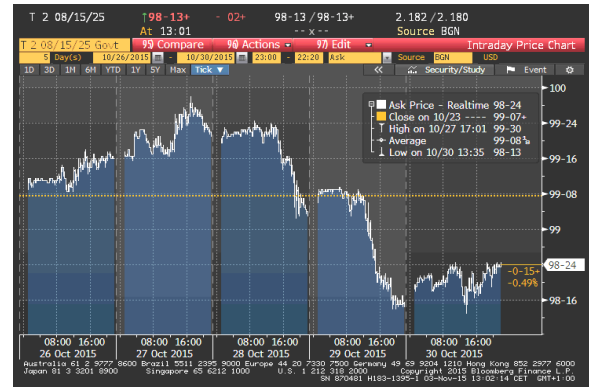 T 2 08/15/25 ↑98-13+ - 02+ 98-13 / 98-13+ 2.182 / 2.180
At 13:01 -- x -- Source BGN
T 2 08/15/25 Govt 95) Compare 96) Actions 97) Edit Intraday Price Chart
5 Day(s) 10/26/2015 - 10/30/2015 23:00 - 22:20 Ask Source BGN USD
1D 3D 1M 6M YTD 1Y 5Y Max Tick ▼ « Security/Study Event
100
Ask Price - Realtime 98-24
Close on 10/23 ---- 99-07+
High on 10/27 17:01 99-30
Average 99-08
Low on 10/30 13:35 98-13
99-24
99-16
99-08
99
98-24
-0-15+
-0.49%
98-16
08:00 16:00 08:00 16:00 08:00 16:00 08:00 16:00 08:00 16:00
26 Oct 2015 27 Oct 2015 28 Oct 2015 29 Oct 2015 30 Oct 2015
Australia 61 2 9777 8600 Brazil 5511 2395 9000 Europe 44 20 7330 7500 Germany 49 69 9204 1210 Hong Kong 852 2977 6000
Japan 81 3 3201 8900 Singapore 65 6212 1000 U.S. 1 212 318 2000 Copyright 2015 Bloomberg Finance L.P.
SN 870481 H183-1395-1 03-Nov-15 13:02:14 CET GMT+1:00